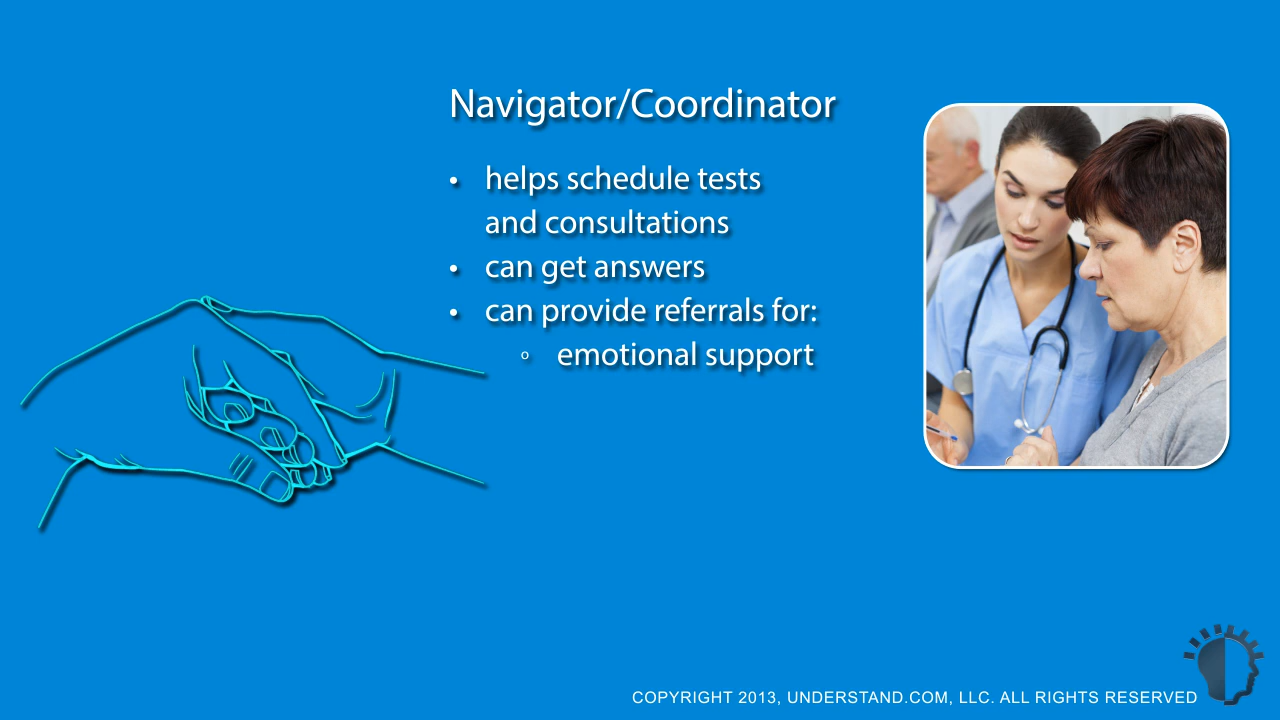 Navigator/Coordinator
• helps schedule tests
and consultations
• can get answers
• can provide referrals for:
o emotional support
COPYRIGHT 2013, UNDERSTAND.COM, LLC. ALL RIGHTS RESERVED